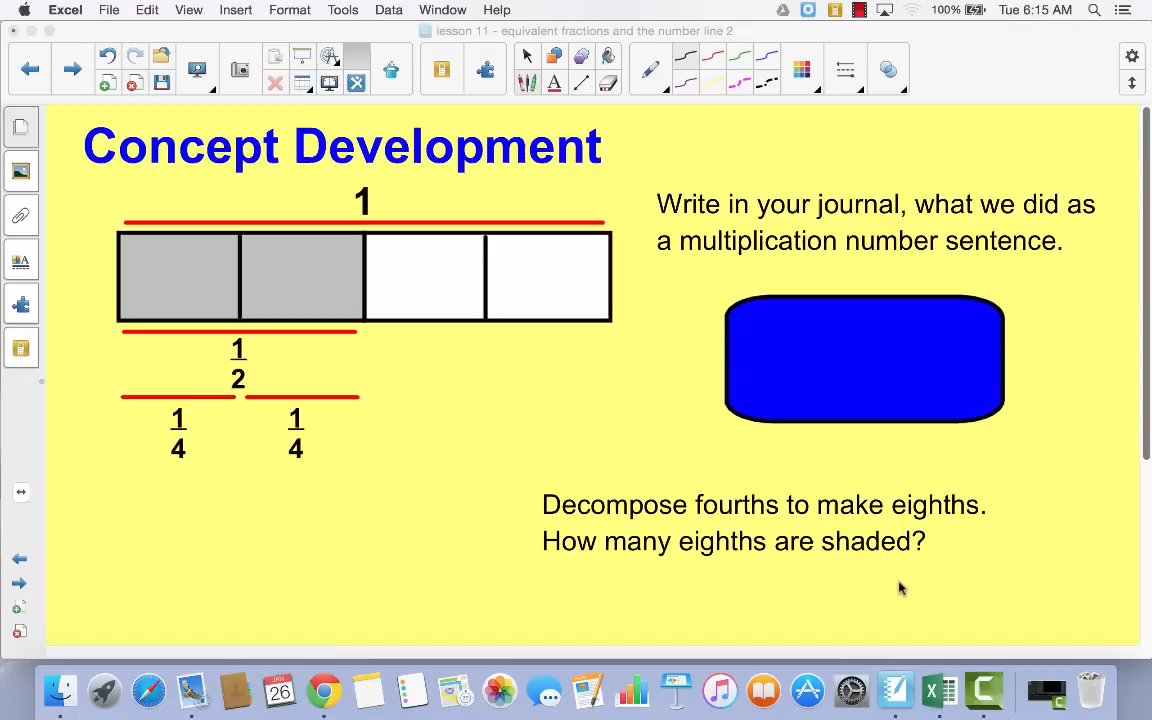 Excel File Edit View Insert Format Tools Data Window Help 100% Tue 6:15 AM
lesson 11 - equivalent fractions and the number line 2
Concept Development
1
Write in your journal, what we did as
a multiplication number sentence.
1
2
1 1
4 4
Decompose fourths to make eighths.
How many eighths are shaded?
JAN
26